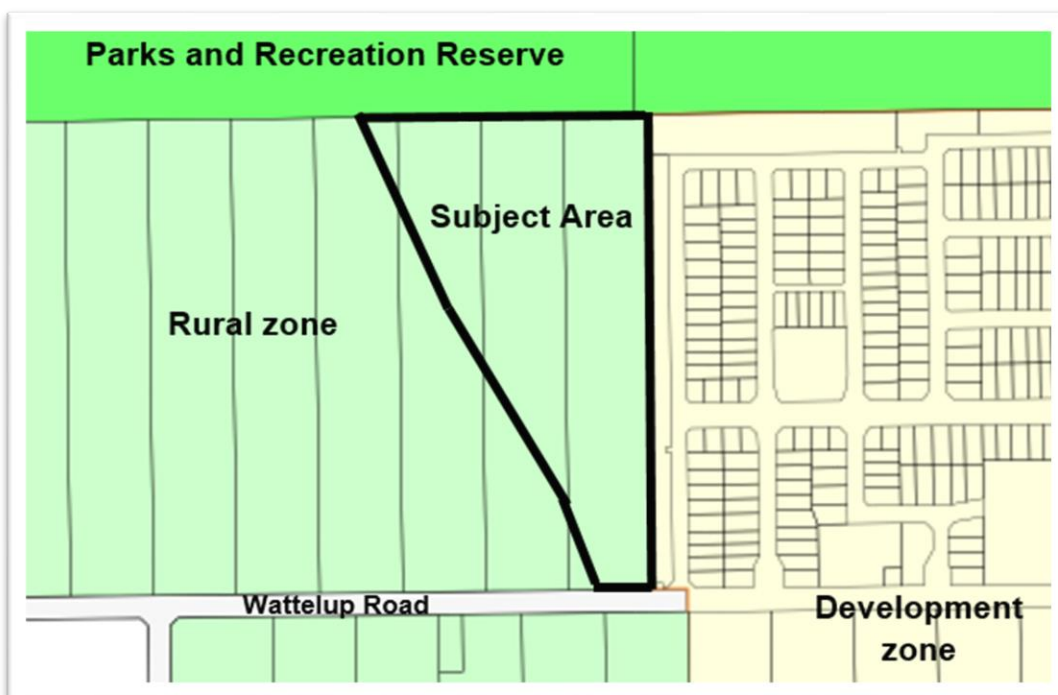 Parks and Recreation Reserve
Subject Area
Rural zone
Wattelup Road
Development
zone